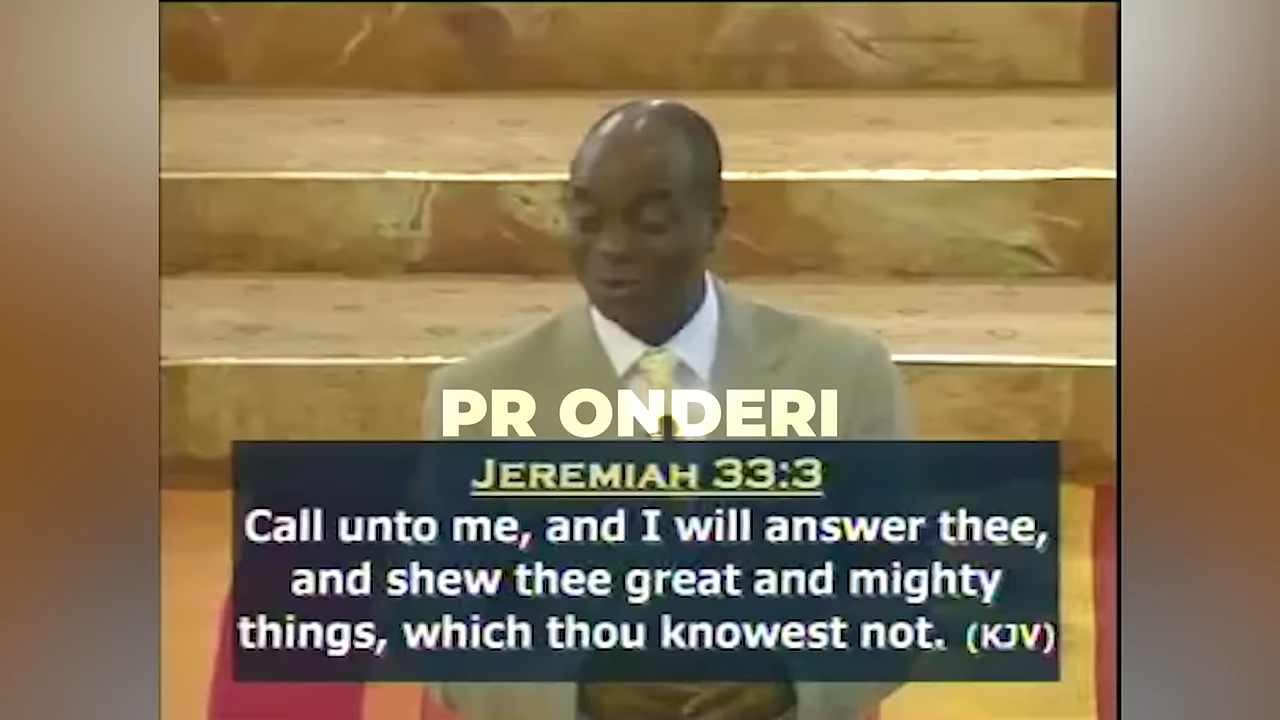 PR ONDERI
JEREMIAH 33:3
Call unto me, and I will answer thee,
and shew thee great and mighty
things, which thou knowest not. (KJV)